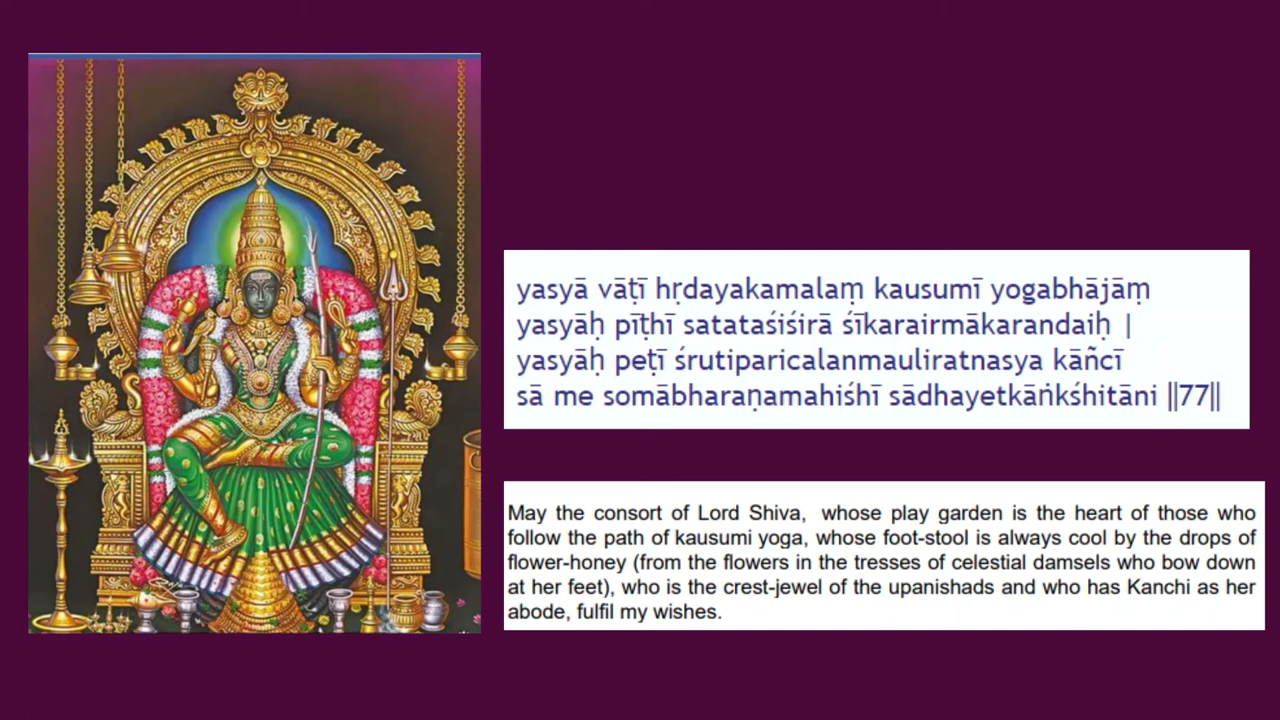 yasyā vāṭī hṛdayakamalaṃ kausumī yogabhājāṃ
yasyāḥ pīṭhī satataśiśirā śīkarairmākarandaiḥ |
yasyāḥ peṭī śrutiparicalanmauliratnasya kāñcī
sā me somābharaṇamahiśhī sādhayetkāṅkśhitāni ||77||
May the consort of Lord Shiva, whose play garden is the heart of those who
follow the path of kausumi yoga, whose foot-stool is always cool by the drops of
flower-honey (from the flowers in the tresses of celestial damsels who bow down
at her feet), who is the crest-jewel of the upanishads and who has Kanchi as her
abode, fulfil my wishes.